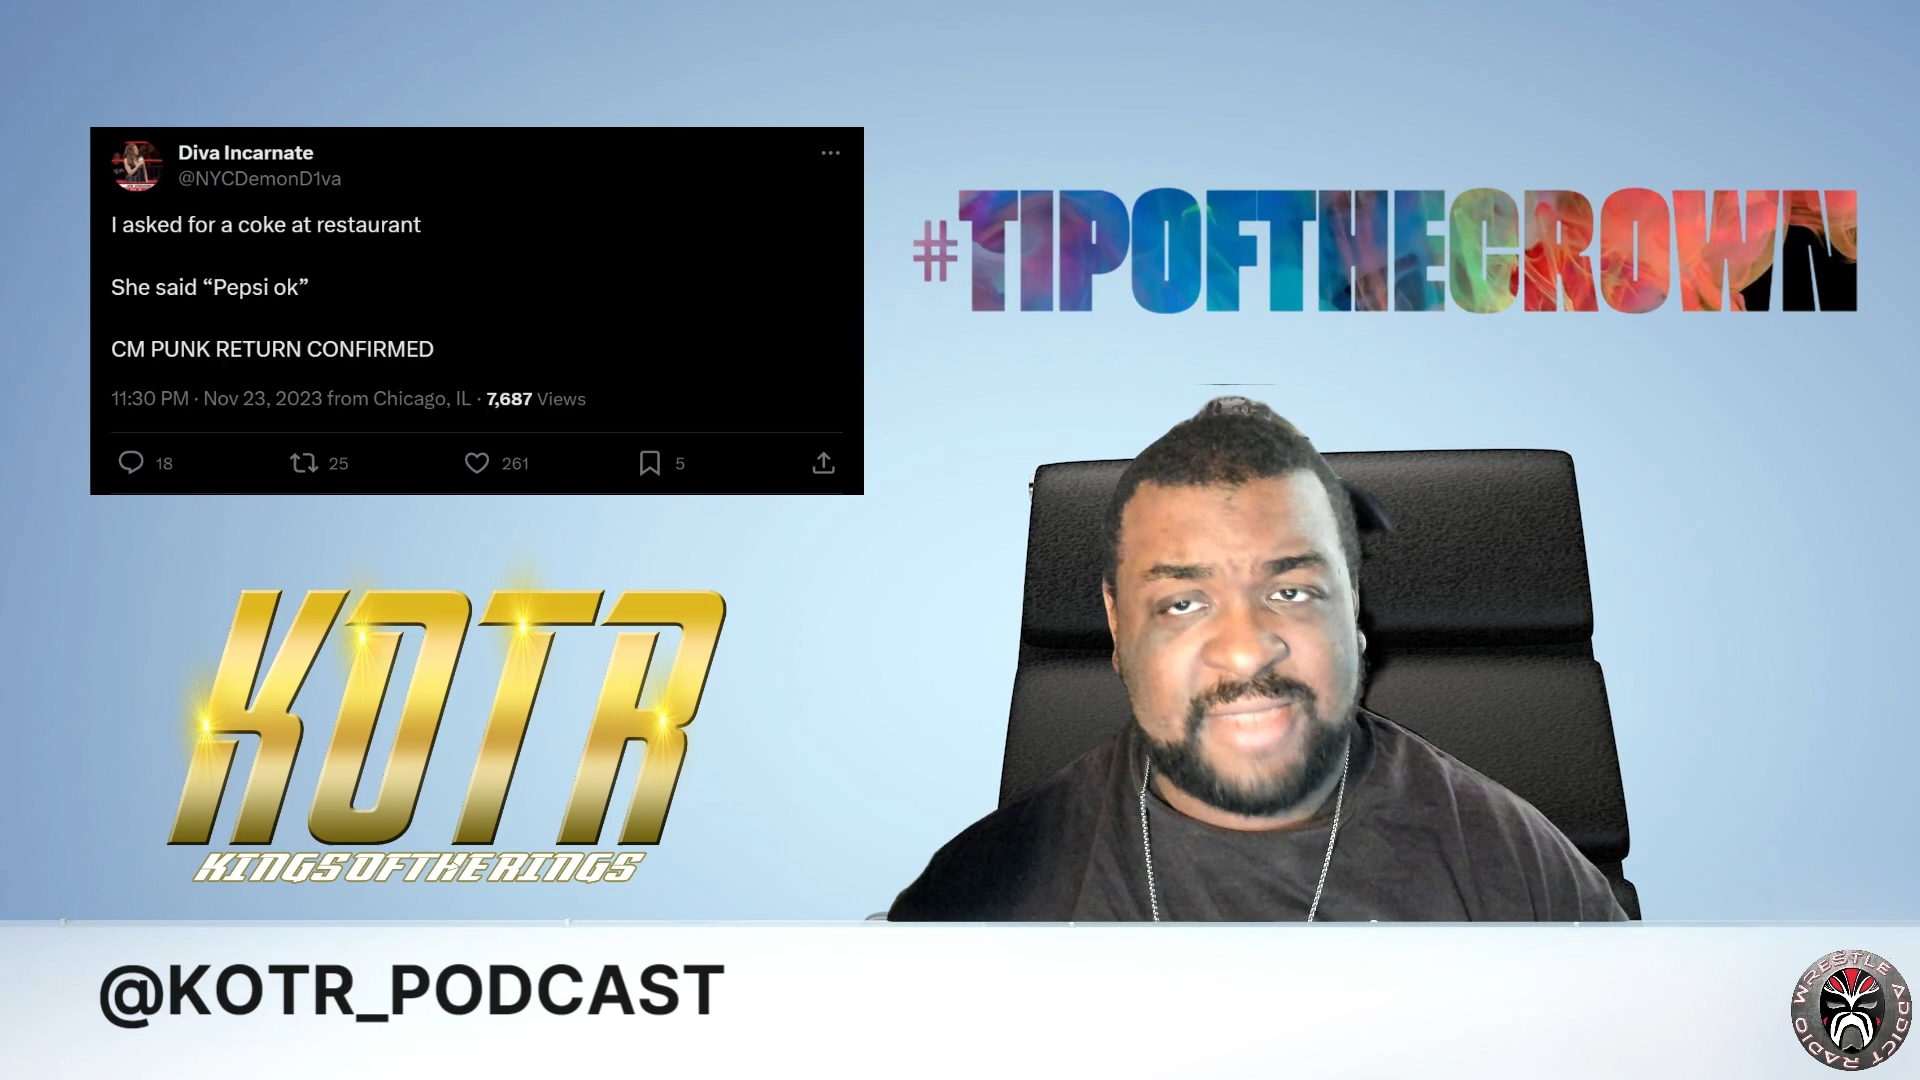 Diva Incarnate
@NYCDemonD1va
I asked for a coke at restaurant
She said “Pepsi ok”
CM PUNK RETURN CONFIRMED
11:30 PM · Nov 23, 2023 from Chicago, IL · 7,687 Views
18 25 261 5
#TIPOFTHECROWN
KOTR
KINGSOFTHERINGS
@KOTR_PODCAST
WRESTLE ADDICT RADIO